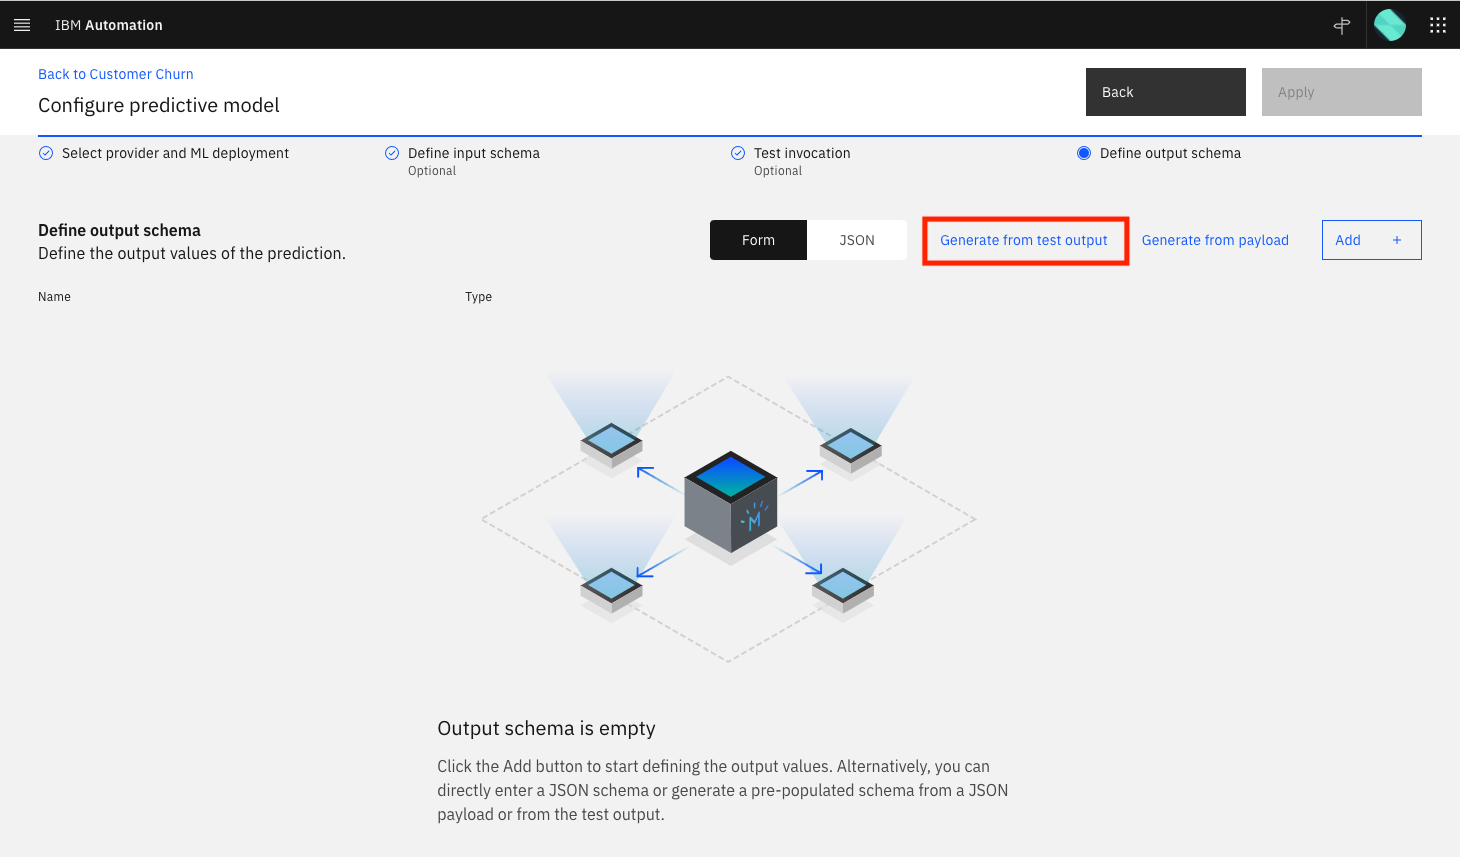 IBM Automation
Back to Customer Churn
Configure predictive model
Back
Apply
Select provider and ML deployment
Define input schema
Optional
Test invocation
Optional
Define output schema
Define output schema
Define the output values of the prediction.
Form
JSON
Generate from test output
Generate from payload
Add +
Name
Type
M
Output schema is empty
Click the Add button to start defining the output values. Alternatively, you can
directly enter a JSON schema or generate a pre-populated schema from a JSON
payload or from the test output.